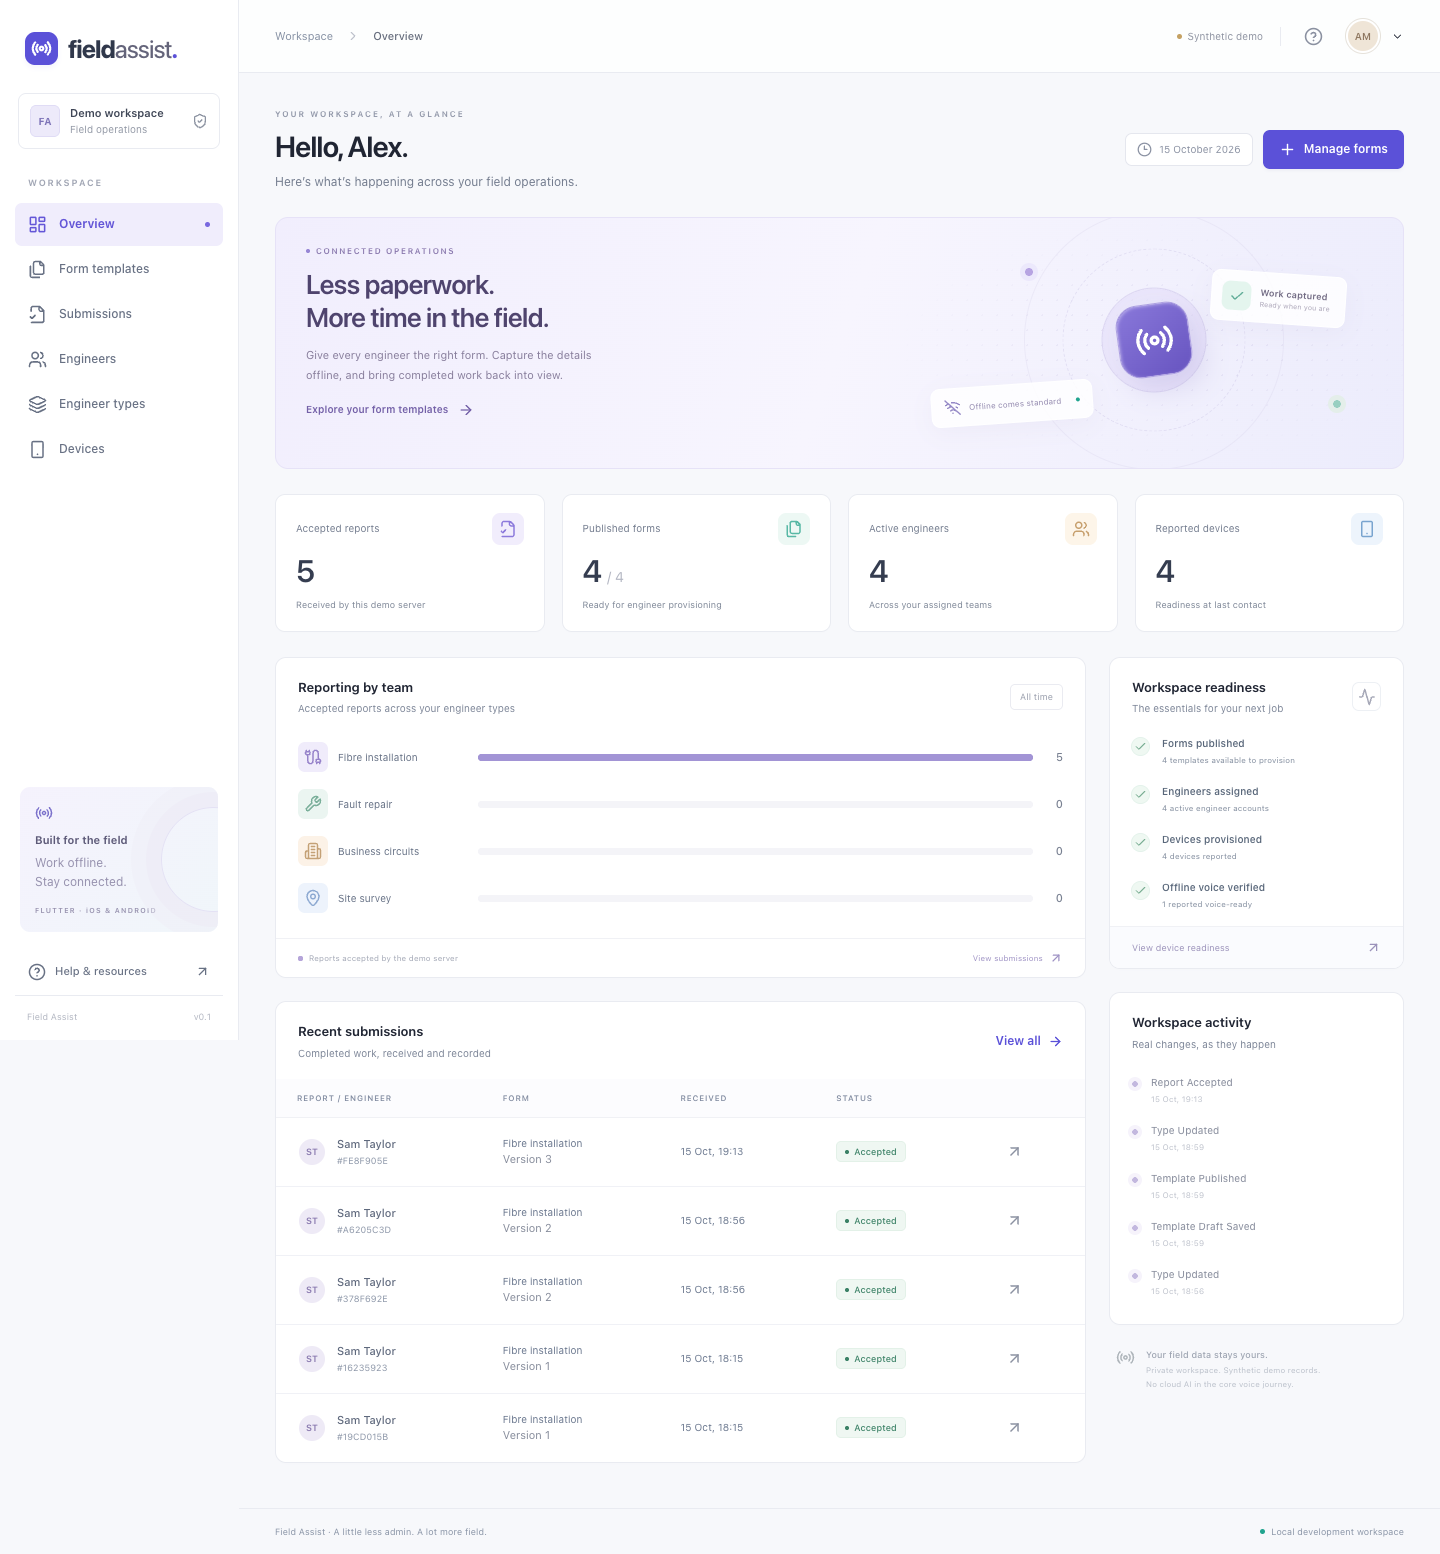 fieldassist.
FA
Demo workspace
Field operations
WORKSPACE
Overview
Form templates
Submissions
Engineers
Engineer types
Devices
Built for the field
Work offline.
Stay connected.
FLUTTER · IOS & ANDROID
Help & resources
Field Assist
v0.1
Workspace
Overview
Synthetic demo
AM
YOUR WORKSPACE, AT A GLANCE
Hello, Alex.
Here's what's happening across your field operations.
15 October 2026
Manage forms
CONNECTED OPERATIONS
Less paperwork.
More time in the field.
Give every engineer the right form. Capture the details
offline, and bring completed work back into view.
Explore your form templates
Work captured
Ready when you are
Offline comes standard
Accepted reports
5
Received by this demo server
Published forms
4 / 4
Ready for engineer provisioning
Active engineers
4
Across your assigned teams
Reported devices
4
Readiness at last contact
Reporting by team
Accepted reports across your engineer types
All time
Fibre installation
5
Fault repair
0
Business circuits
0
Site survey
0
Reports accepted by the demo server
View submissions
Workspace readiness
The essentials for your next job
Forms published
4 templates available to provision
Engineers assigned
4 active engineer accounts
Devices provisioned
4 devices reported
Offline voice verified
1 reported voice-ready
View device readiness
Recent submissions
Completed work, received and recorded
View all
REPORT / ENGINEER
FORM
RECEIVED
STATUS
ST
Sam Taylor
#FE8F905E
Fibre installation
Version 3
15 Oct, 19:13
Accepted
ST
Sam Taylor
#A6205C3D
Fibre installation
Version 2
15 Oct, 18:56
Accepted
ST
Sam Taylor
#378F692E
Fibre installation
Version 2
15 Oct, 18:56
Accepted
ST
Sam Taylor
#16235923
Fibre installation
Version 1
15 Oct, 18:15
Accepted
ST
Sam Taylor
#19CD015B
Fibre installation
Version 1
15 Oct, 18:15
Accepted
Workspace activity
Real changes, as they happen
Report Accepted
15 Oct, 19:13
Type Updated
15 Oct, 18:59
Template Published
15 Oct, 18:59
Template Draft Saved
15 Oct, 18:59
Type Updated
15 Oct, 18:56
Your field data stays yours.
Private workspace. Synthetic demo records.
No cloud AI in the core voice journey.
Field Assist · A little less admin. A lot more field.
Local development workspace